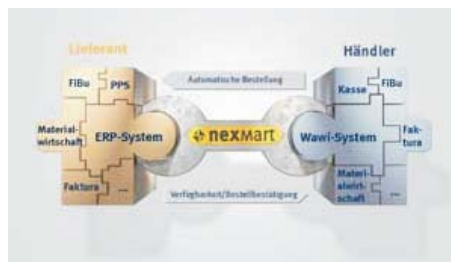 Lieferant
Händler
FiBu
PPS
Automatische Bestellung
Kasse
FiBu
Material-
wirtschaft
ERP-System
nexmart
Wawi-System
Fak-
tura
Faktura
...
Verfügbarkeit/Bestellbestätigung
Materi-
alwirt-
schaft
...